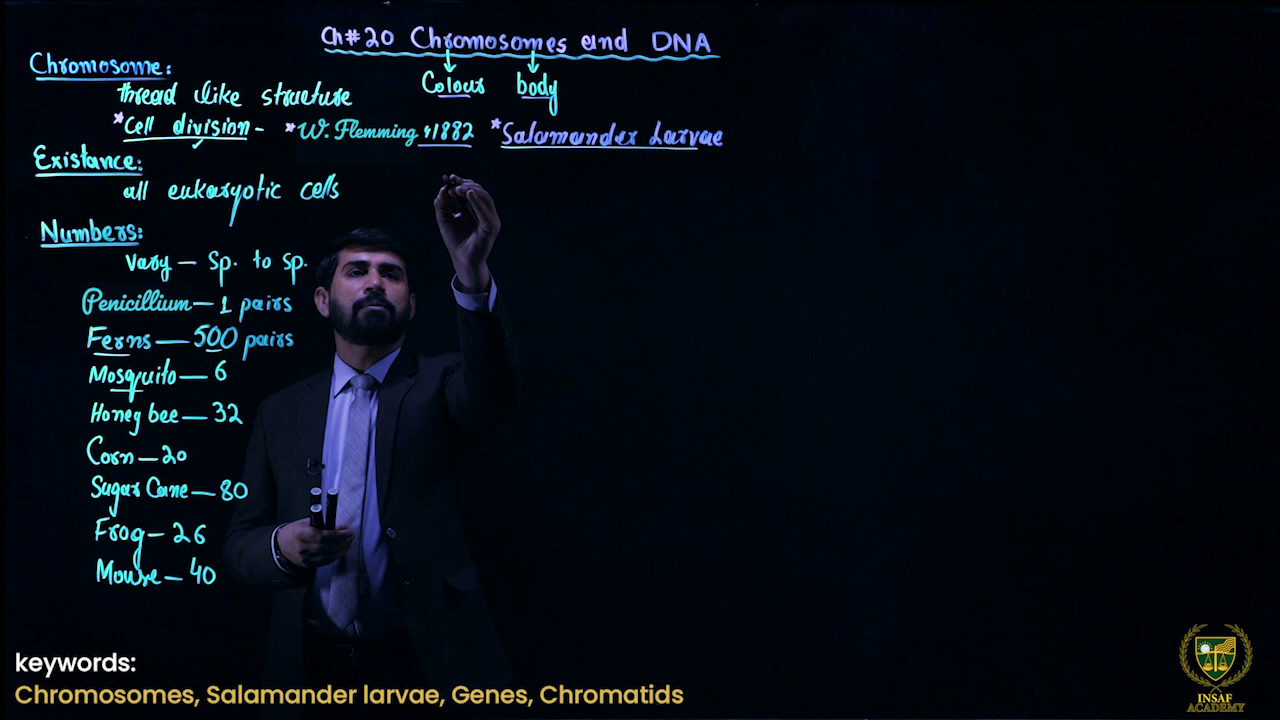 Ch#20 Chromosomes and DNA
Colour body
Chromosome:
thread like structure
*Cell division- *W. Flemming 1882 *Salamander Larvae
Existance:
all eukaryotic cells
Numbers:
Vary — Sp. to Sp.
Penicillium — 1 pairs
Ferns — 500 pairs
Mosquito — 6
Honey bee — 32
Corn — 20
Sugar Cane — 80
Frog — 26
Mouse — 40
keywords:
Chromosomes, Salamander larvae, Genes, Chromatids
INSAF
ACADEMY